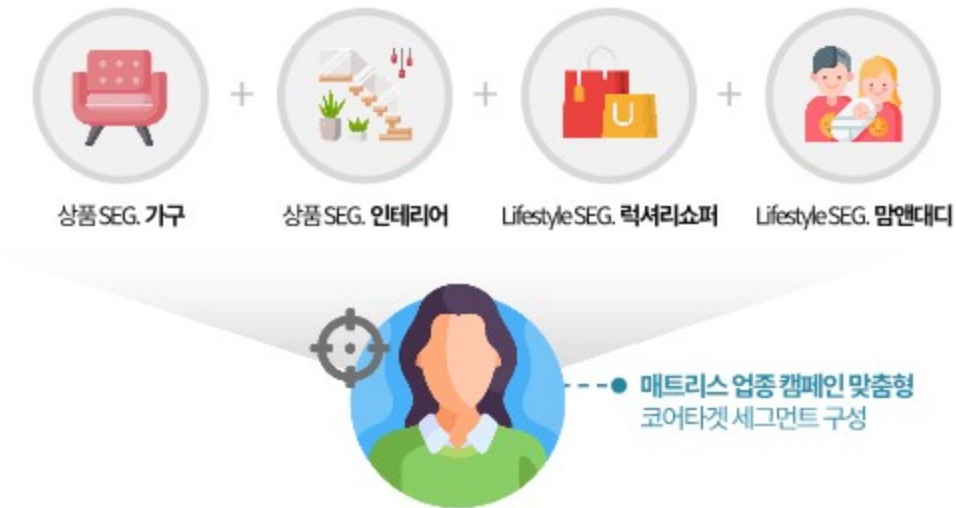 상품 SEG. 가구
상품 SEG. 인테리어
Lifestyle SEG. 럭셔리쇼퍼
Lifestyle SEG. 맘앤대디
매트리스 업종 캠페인 맞춤형
코어타겟 세그먼트 구성